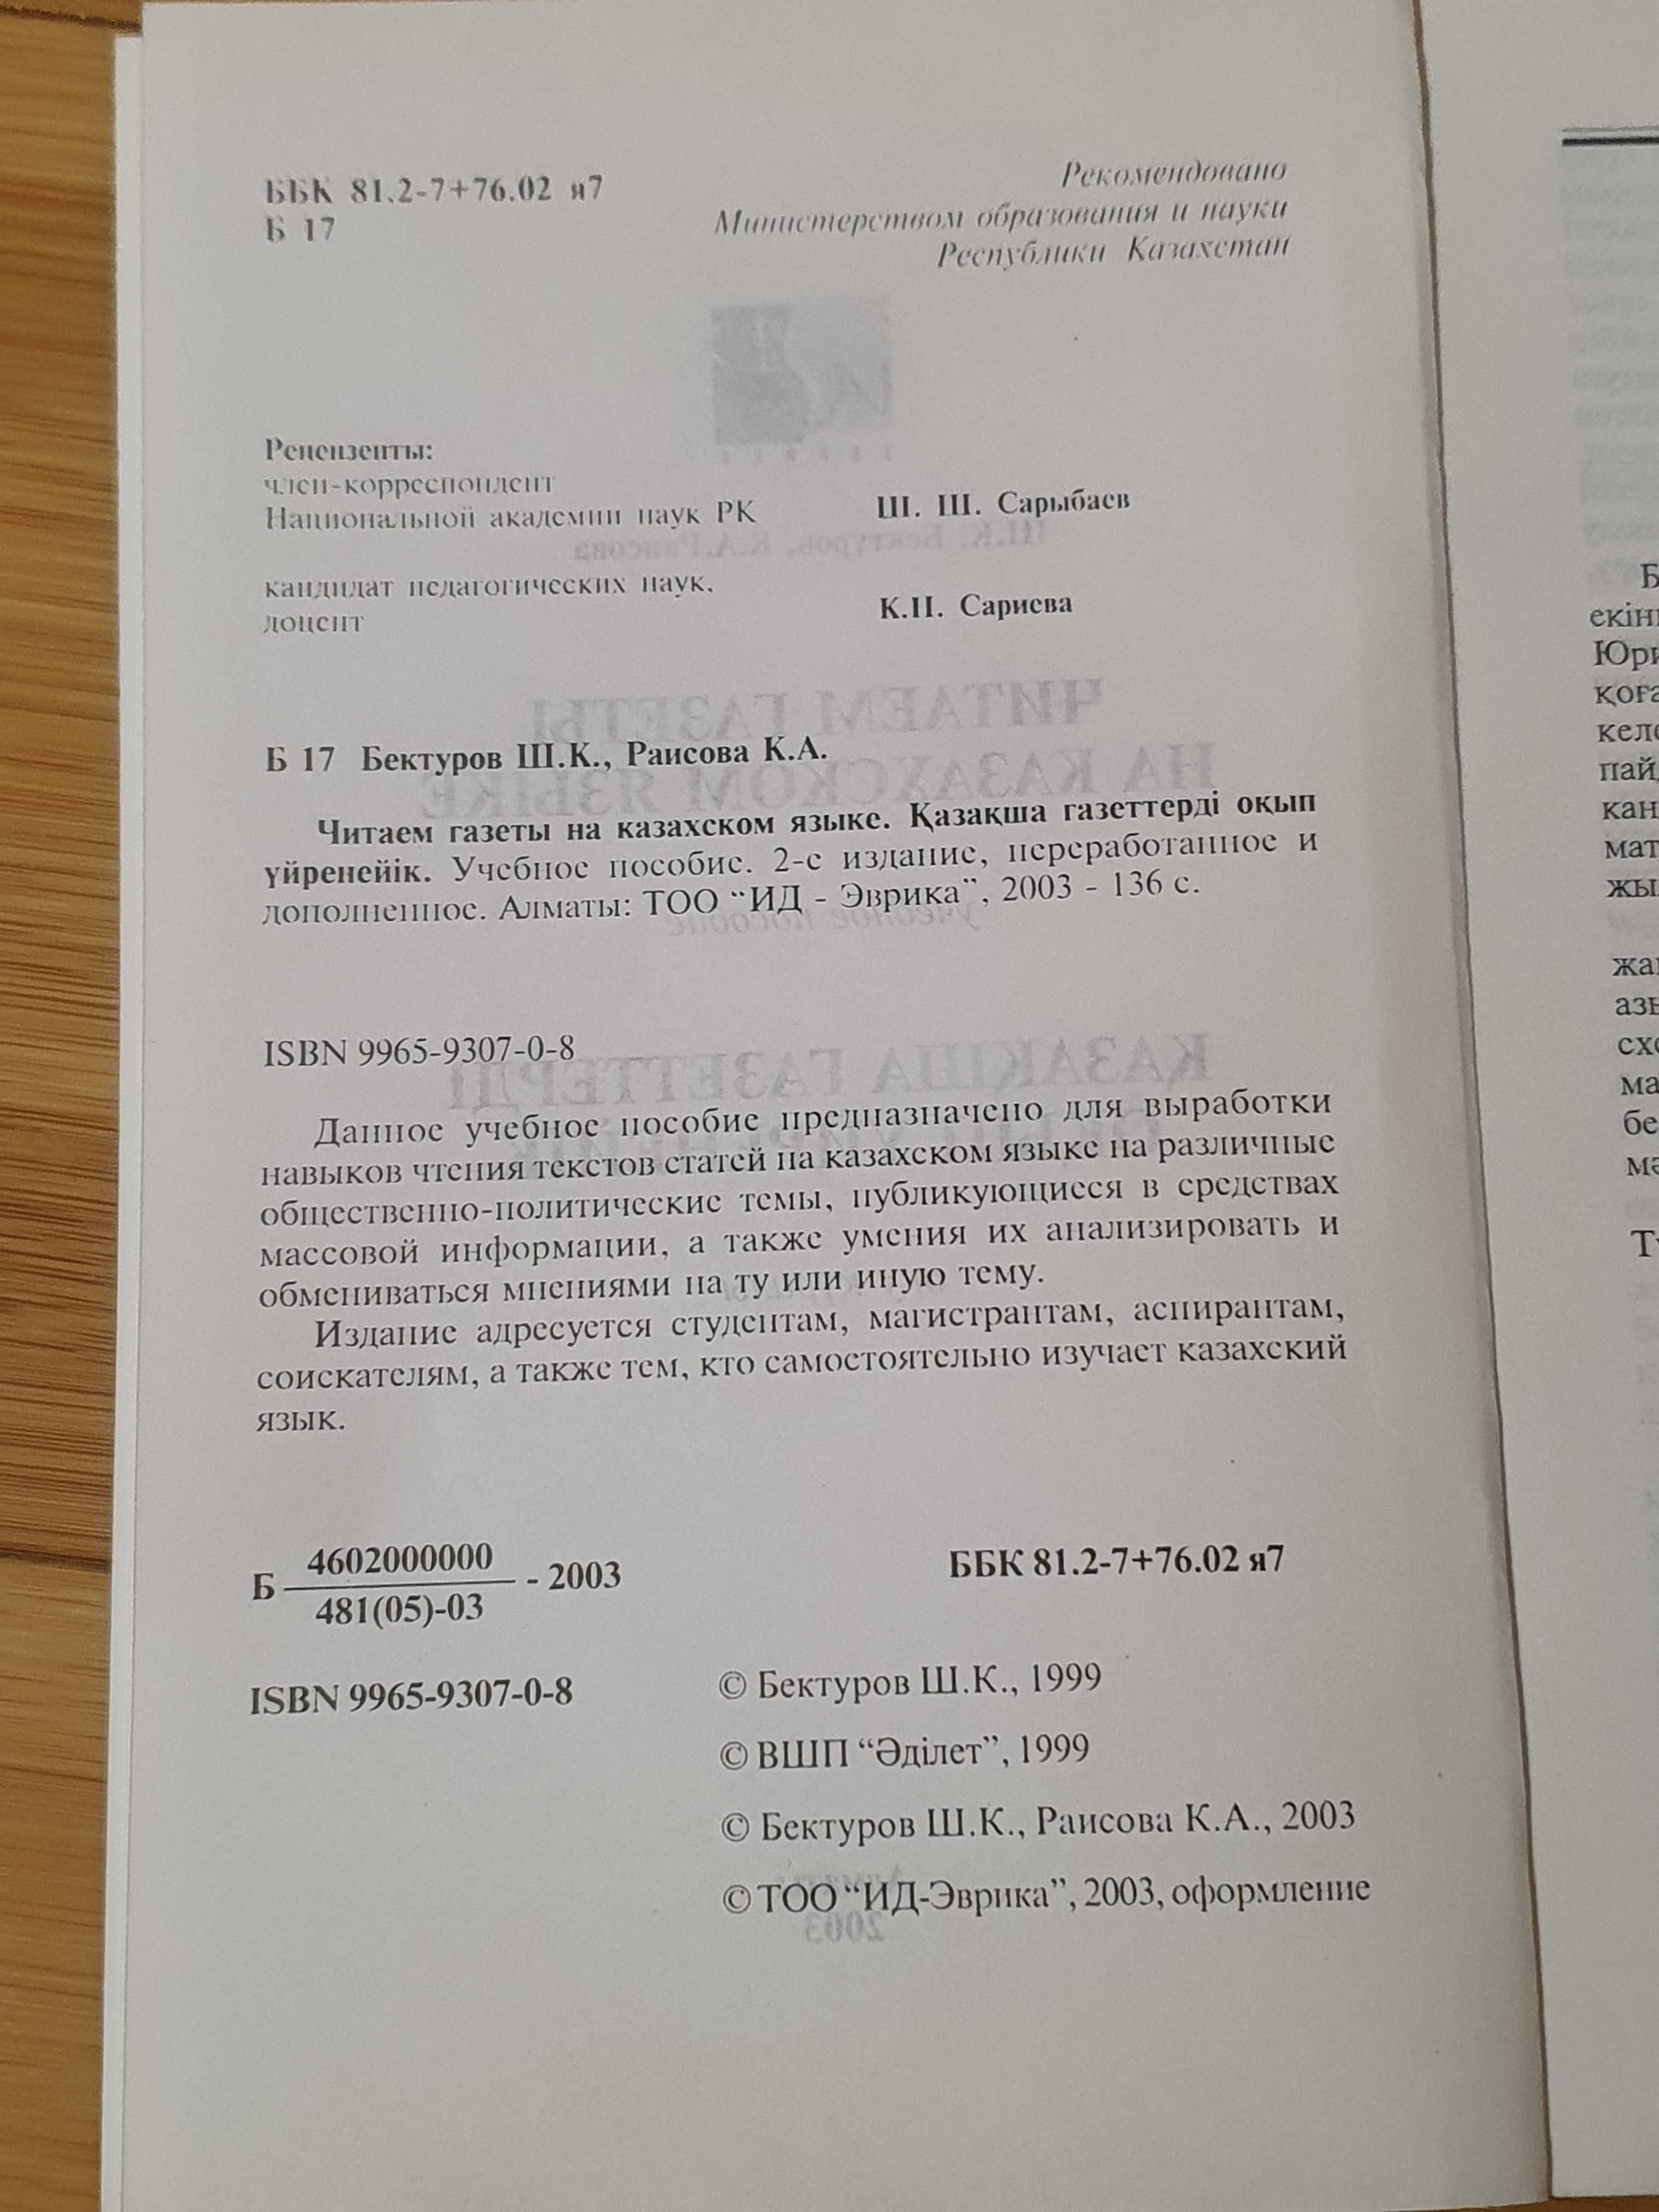 ББК 81.2-7+76.02 я7
Б 17
Рекомендовано
Министерством образования и науки
Республики Казахстан
Рецензенты:
член-корреспондент
Национальной академии наук РК
Ш. Ш. Сарыбаев
кандидат педагогических наук,
доцент
К.П. Сариева
Б 17 Бектуров Ш.К., Раисова К.А.
Читаем газеты на казахском языке. Қазақша газеттерді оқып
үйренейік. Учебное пособие. 2-е издание, переработанное и
дополненное. Алматы: ТОО “ИД - Эврика”, 2003 - 136 с.
ISBN 9965-9307-0-8
Данное учебное пособие предназначено для выработки
навыков чтения текстов статей на казахском языке на различные
общественно-политические темы, публикующиеся в средствах
массовой информации, а также умения их анализировать и
обмениваться мнениями на ту или иную тему.
Издание адресуется студентам, магистрантам, аспирантам,
соискателям, а также тем, кто самостоятельно изучает казахский
язык.
Б 4602000000 - 2003
481(05)-03
ББК 81.2-7+76.02 я7
ISBN 9965-9307-0-8
© Бектуров Ш.К., 1999
© ВШП “Әділет”, 1999
© Бектуров Ш.К., Раисова К.А., 2003
© ТОО “ИД-Эврика”, 2003, оформление